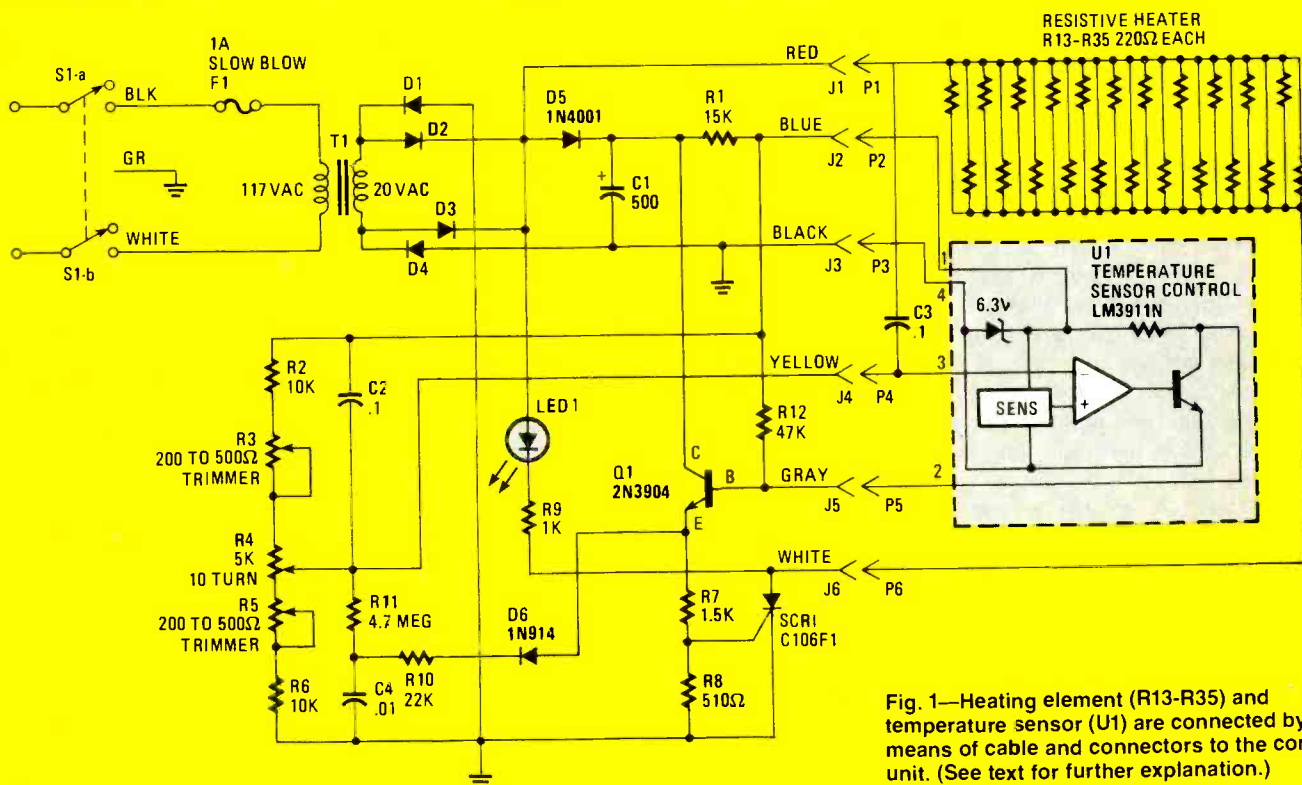 S1-a
BLK
1A
SLOW BLOW
F1
GR
WHITE
S1-b
117 VAC
T1
20 VAC
D1
D2
D3
D4
D5
1N4001
C1
500
+
R1
15K
RED
BLUE
BLACK
J1
P1
J2
P2
J3
P3
RESISTIVE HEATER
R13-R35 220Ω EACH
U1
TEMPERATURE
SENSOR CONTROL
LM3911N
1
4
3
2
6.3V
SENS
-
+
C3
.1
YELLOW
J4
P4
GRAY
J5
P5
WHITE
J6
P6
R2
10K
R3
200 TO 500Ω
TRIMMER
R4
5K
10 TURN
R5
200 TO 500Ω
TRIMMER
R6
10K
C2
.1
R11
4.7 MEG
C4
.01
R10
22K
D6
1N914
LED 1
R9
1K
Q1
2N3904
C
B
E
R12
47K
R7
1.5K
R8
510Ω
SCR1
C106F1
Fig. 1—Heating element (R13-R35) and
temperature sensor (U1) are connected by
means of cable and connectors to the
unit. (See text for further explanation.)